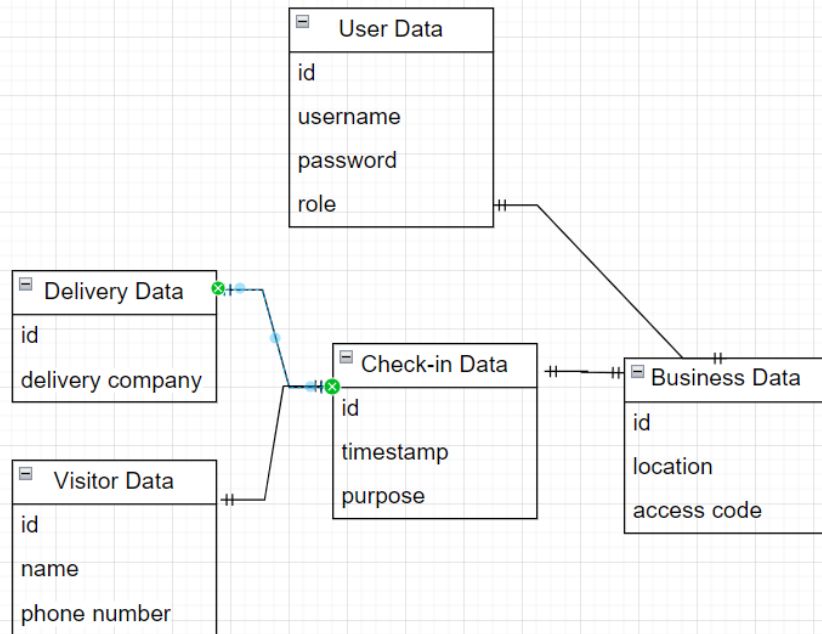 User Data
id
username
password
role
Delivery Data
id
delivery company
Check-in Data
id
timestamp
purpose
Business Data
id
location
access code
Visitor Data
id
name
phone number